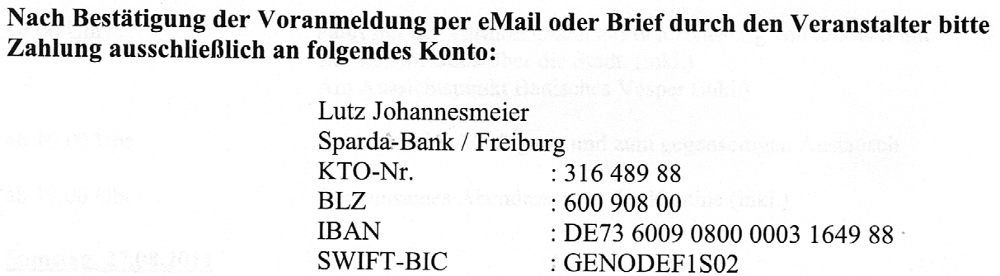 Nach Bestätigung der Voranmeldung per eMail oder Brief durch den Veranstalter bitte
Zahlung ausschließlich an folgendes Konto:
Lutz Johannesmeier
Sparda-Bank / Freiburg
KTO-Nr. : 316 489 88
BLZ : 600 908 00
IBAN : DE73 6009 0800 0003 1649 88
SWIFT-BIC : GENODEF1S02